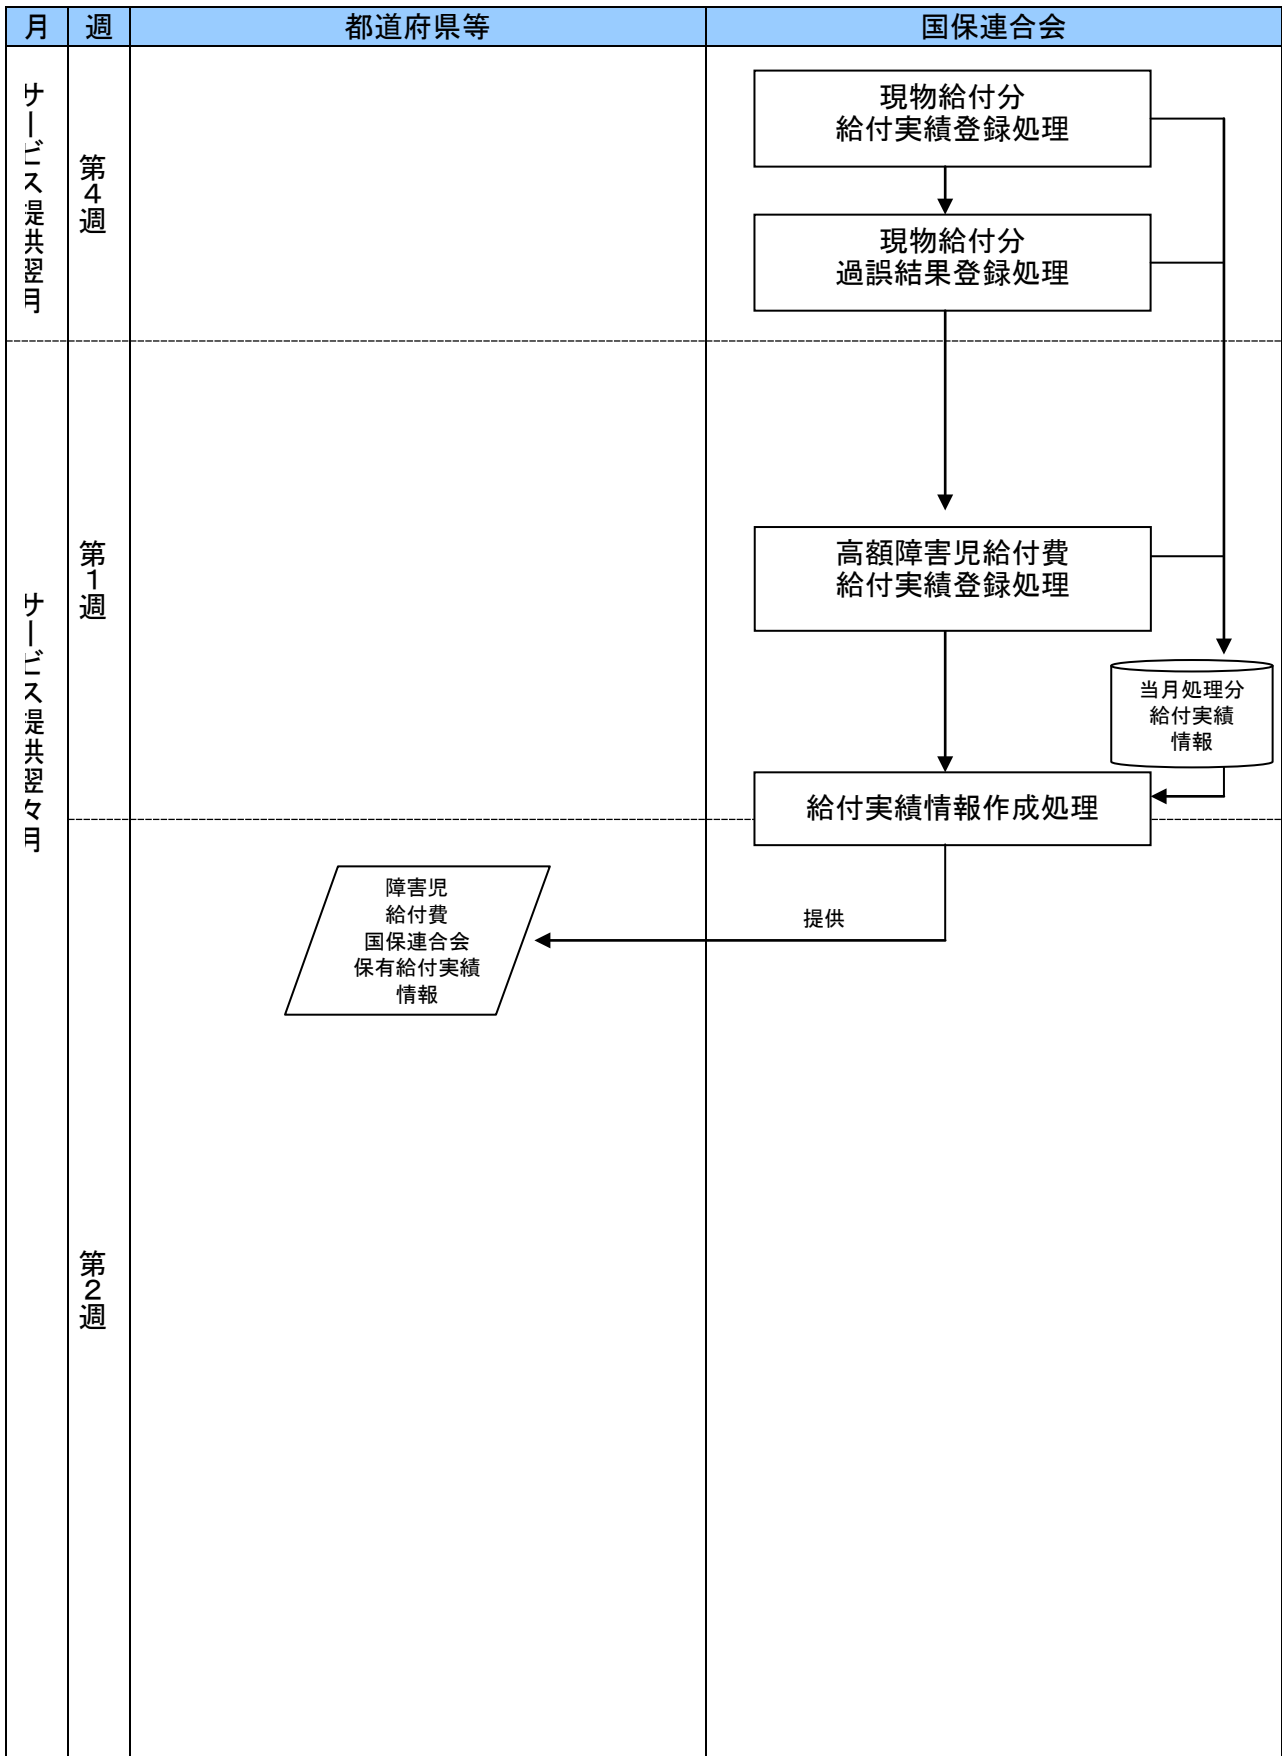 月 週 都道府県等 国保連合会
サービス提供翌月
第4週
現物給付分
給付実績登録処理
現物給付分
過誤結果登録処理
サービス提供翌々月
第1週
高額障害児給付費
給付実績登録処理
当月処理分
給付実績
情報
給付実績情報作成処理
第2週
障害児
給付費
国保連合会
保有給付実績
情報
提供